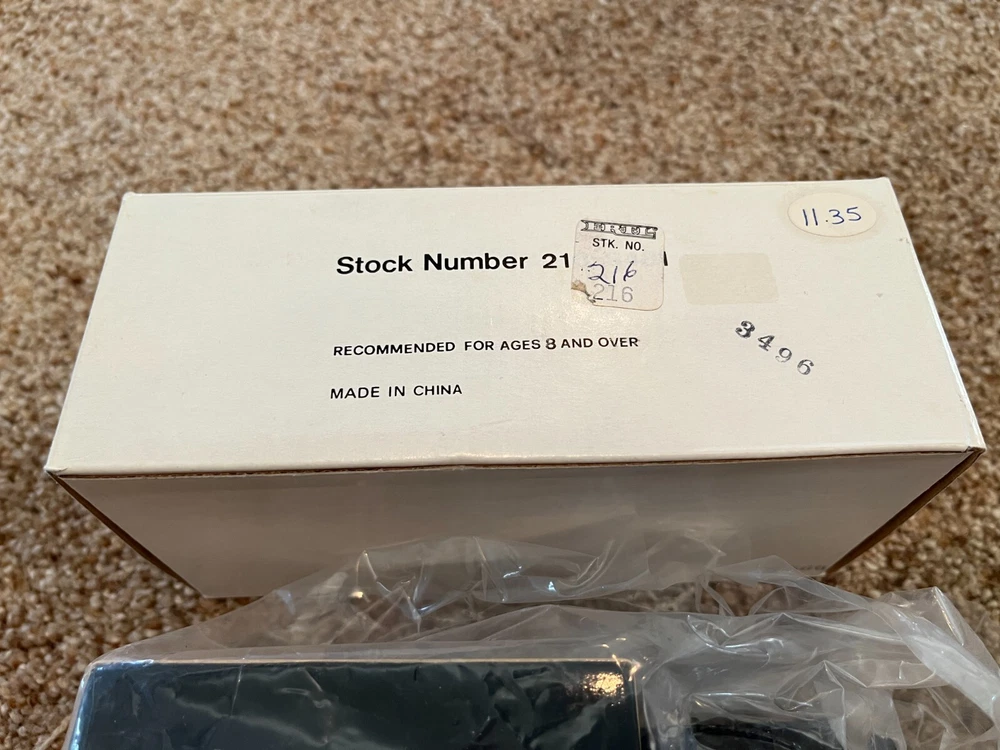 11.35
Stock Number 21
STK. NO.
216
216
RECOMMENDED FOR AGES 8 AND OVER
MADE IN CHINA
3496